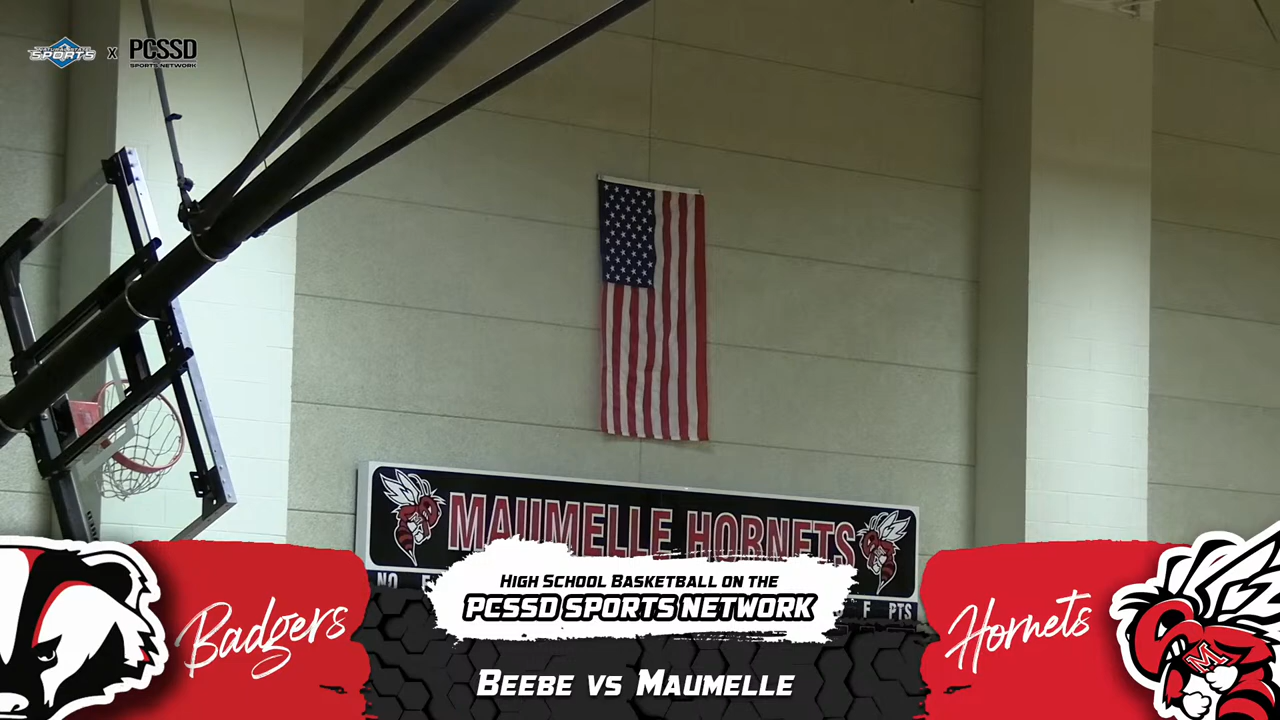 SPORTS X PCSSD
SPORTS NETWORK
MAUMELLE HORNETS
NO F PTS
High School Basketball on the
PCSSD Sports Network
Badgers
Hornets
M
Beebe vs Maumelle